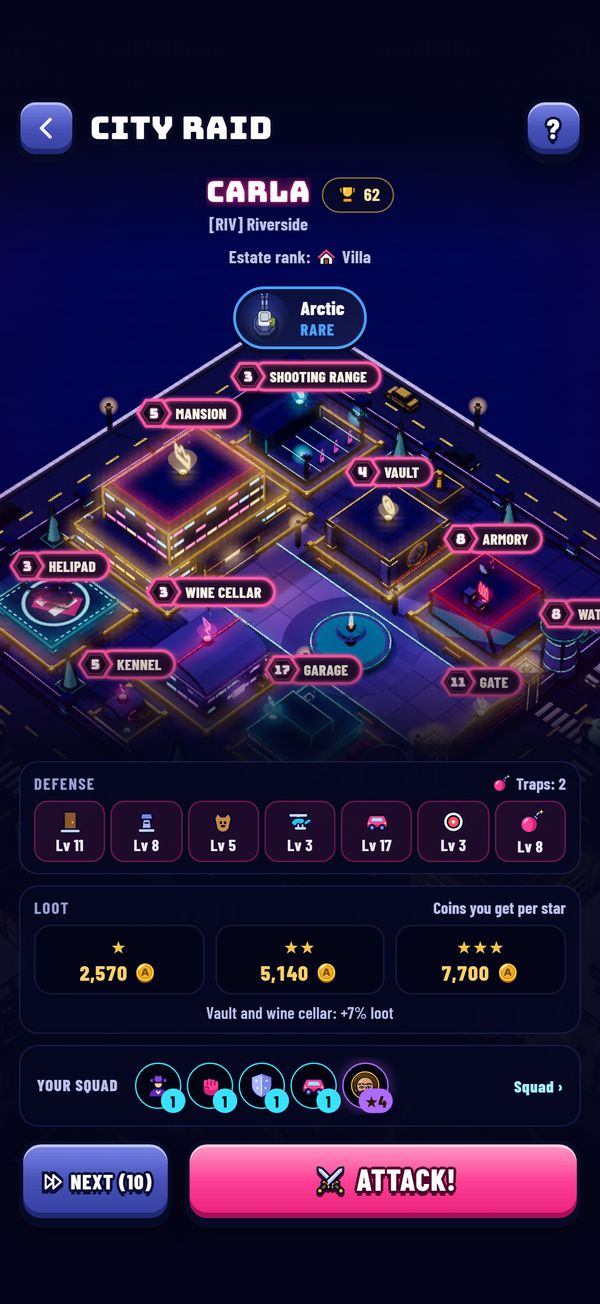 CITY RAID
?
CARLA
62
[RIV] Riverside
Estate rank: Villa
Arctic
RARE
3 SHOOTING RANGE
5 MANSION
4 VAULT
8 ARMORY
3 HELIPAD
3 WINE CELLAR
8 WAT
5 KENNEL
17 GARAGE
11 GATE
DEFENSE
Traps: 2
Lv 11
Lv 8
Lv 5
Lv 3
Lv 17
Lv 3
Lv 8
LOOT
Coins you get per star
2,570 A
5,140 A
7,700 A
Vault and wine cellar: +7% loot
YOUR SQUAD
1
1
1
1
★4
Squad ›
NEXT (10)
ATTACK!